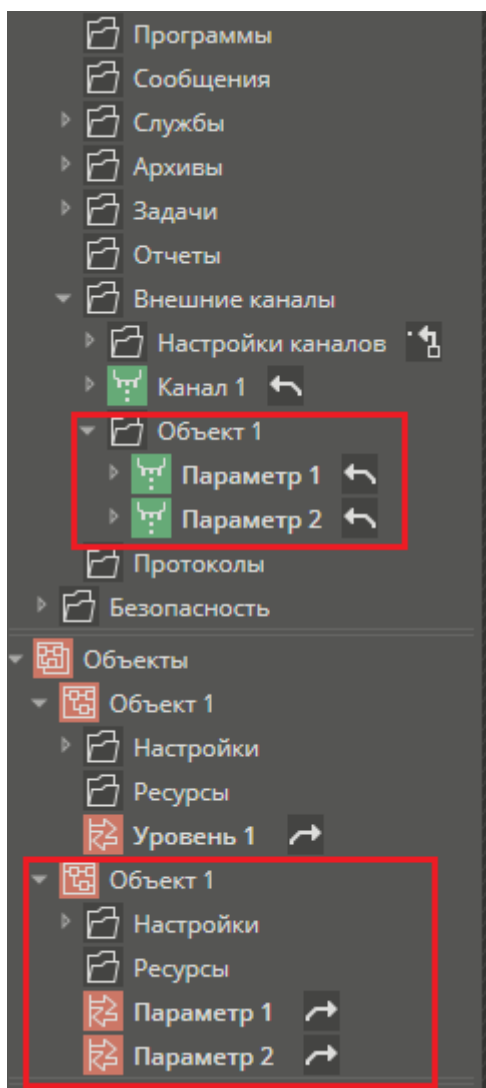 Программы
Сообщения
Службы
Архивы
Задачи
Отчеты
Внешние каналы
Настройки каналов
Канал 1
Объект 1
Параметр 1
Параметр 2
Протоколы
Безопасность
Объекты
Объект 1
Настройки
Ресурсы
Уровень 1
Объект 1
Настройки
Ресурсы
Параметр 1
Параметр 2